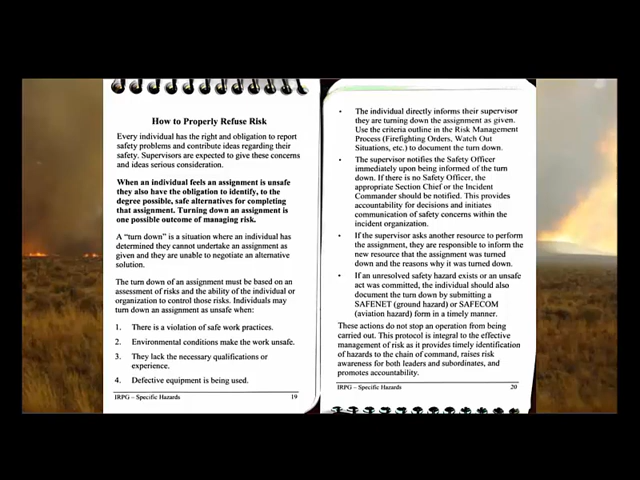 How to Properly Refuse Risk
Every individual has the right and obligation to report
safety problems and contribute ideas regarding their
safety. Supervisors are expected to give these concerns
and ideas serious consideration.
When an individual feels an assignment is unsafe
they also have the obligation to identify, to the
degree possible, safe alternatives for completing
that assignment. Turning down an assignment is
one possible outcome of managing risk.
A "turn down" is a situation where an individual has
determined they cannot undertake an assignment as
given and they are unable to negotiate an alternative
solution.
The turn down of an assignment must be based on an
assessment of risks and the ability of the individual or
organization to control those risks. Individuals may
turn down an assignment as unsafe when:
1. There is a violation of safe work practices.
2. Environmental conditions make the work unsafe.
3. They lack the necessary qualifications or
experience.
4. Defective equipment is being used.
IRPG – Specific Hazards 19
• The individual directly informs their supervisor
they are turning down the assignment as given.
Use the criteria outline in the Risk Management
Process (Firefighting Orders, Watch Out
Situations, etc.) to document the turn down.
• The supervisor notifies the Safety Officer
immediately upon being informed of the turn
down. If there is no Safety Officer, the
appropriate Section Chief or the Incident
Commander should be notified. This provides
accountability for decisions and initiates
communication of safety concerns within the
incident organization.
• If the supervisor asks another resource to perform
the assignment, they are responsible to inform the
new resource that the assignment was turned
down and the reasons why it was turned down.
• If an unresolved safety hazard exists or an unsafe
act was committed, the individual should also
document the turn down by submitting a
SAFENET (ground hazard) or SAFECOM
(aviation hazard) form in a timely manner.
These actions do not stop an operation from being
carried out. This protocol is integral to the effective
management of risk as it provides timely identification
of hazards to the chain of command, raises risk
awareness for both leaders and subordinates, and
promotes accountability.
IRPG – Specific Hazards 20